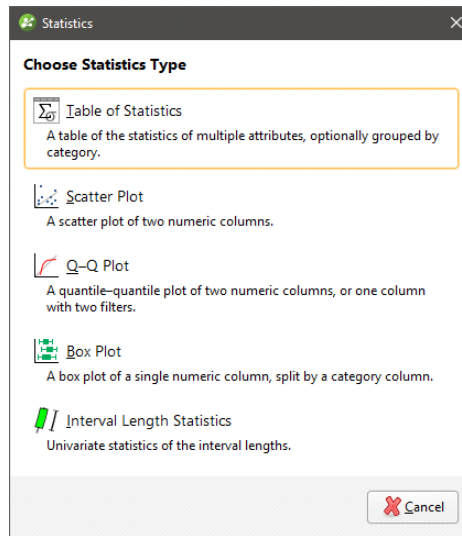 Statistics
Choose Statistics Type
Table of Statistics
A table of the statistics of multiple attributes, optionally grouped by
category.
Scatter Plot
A scatter plot of two numeric columns.
Q–Q Plot
A quantile–quantile plot of two numeric columns, or one column
with two filters.
Box Plot
A box plot of a single numeric column, split by a category column.
Interval Length Statistics
Univariate statistics of the interval lengths.
Cancel